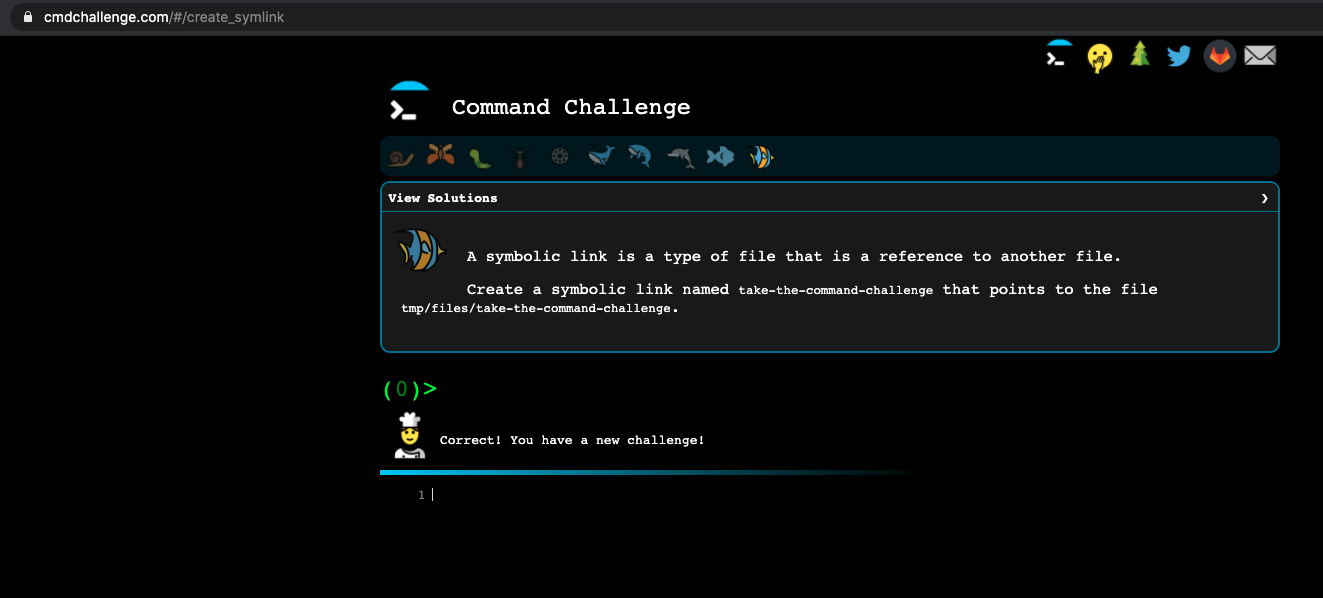 cmdchallenge.com/#/create_symlink
Command Challenge
View Solutions ❯
A symbolic link is a type of file that is a reference to another file.
Create a symbolic link named take-the-command-challenge that points to the file
tmp/files/take-the-command-challenge.
(0)>
Correct! You have a new challenge!
1